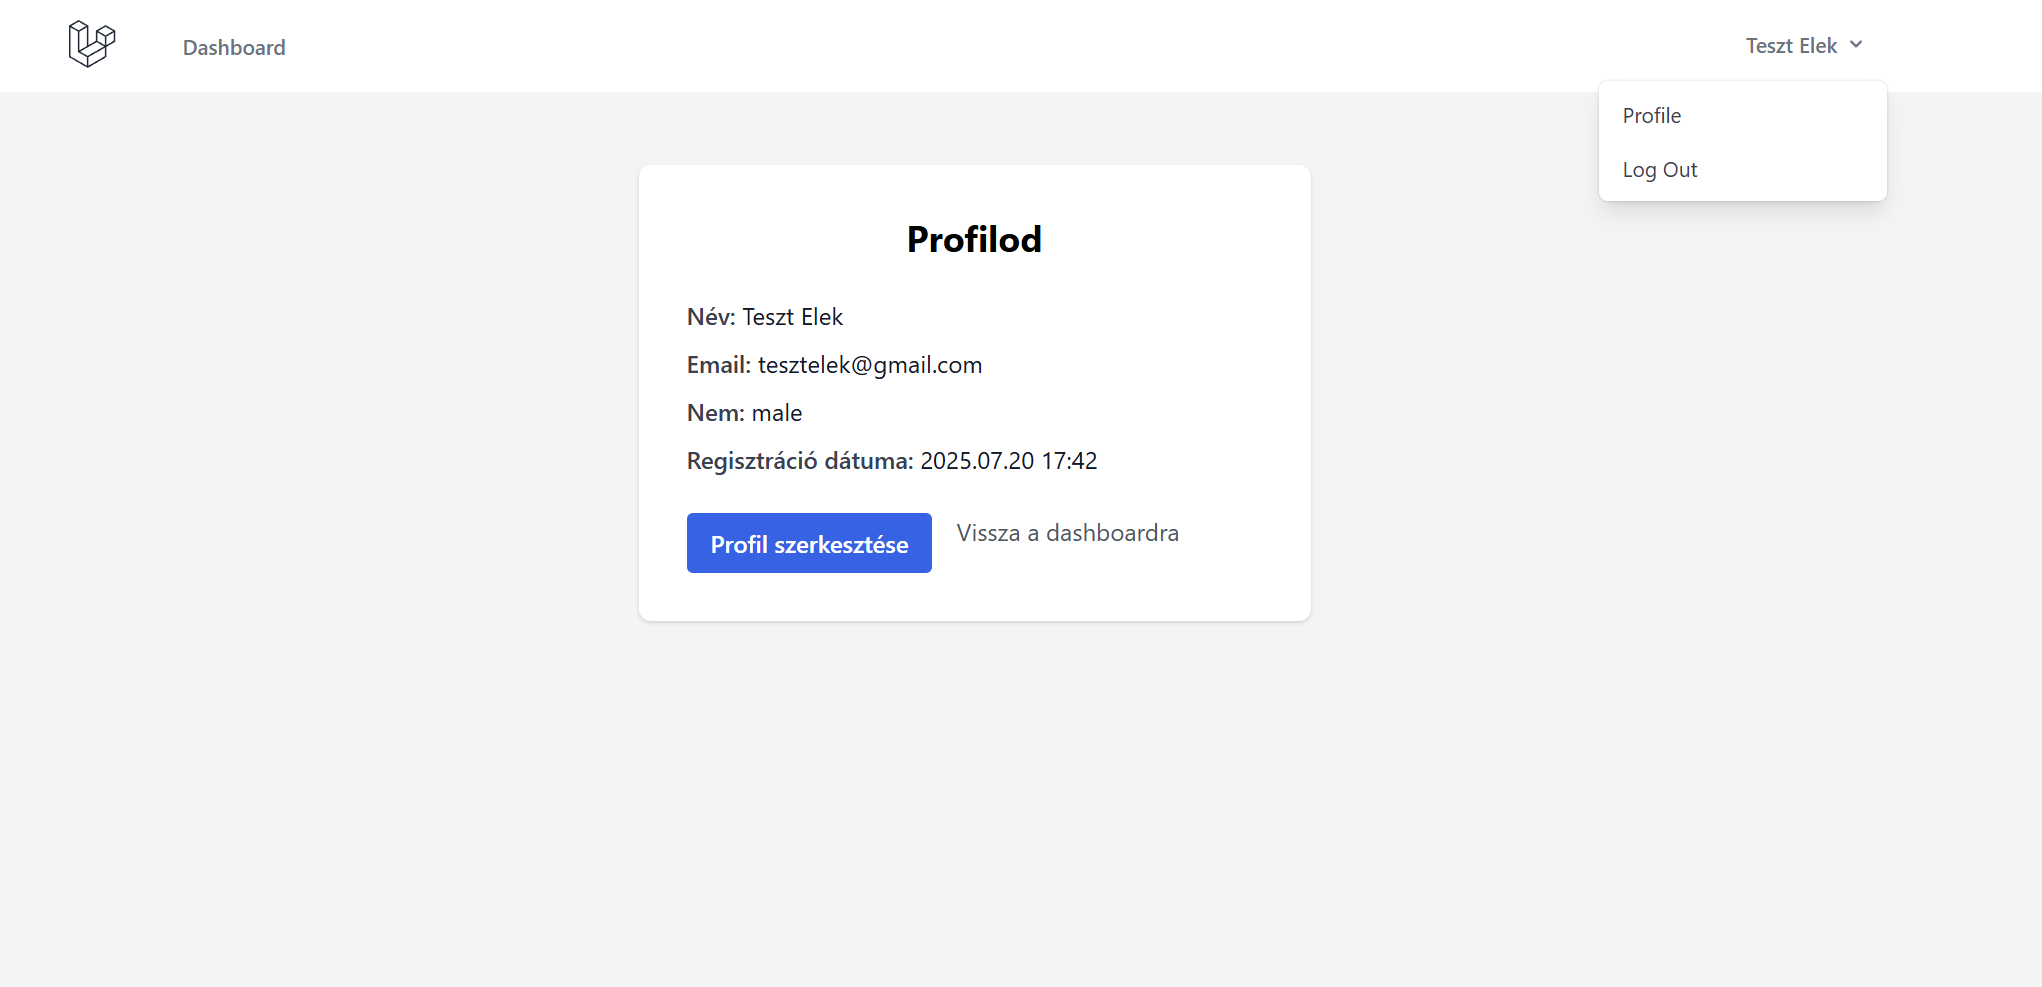 Dashboard
Teszt Elek
Profile
Log Out
Profilod
Név: Teszt Elek
Email: tesztelek@gmail.com
Nem: male
Regisztráció dátuma: 2025.07.20 17:42
Profil szerkesztése
Vissza a dashboardra